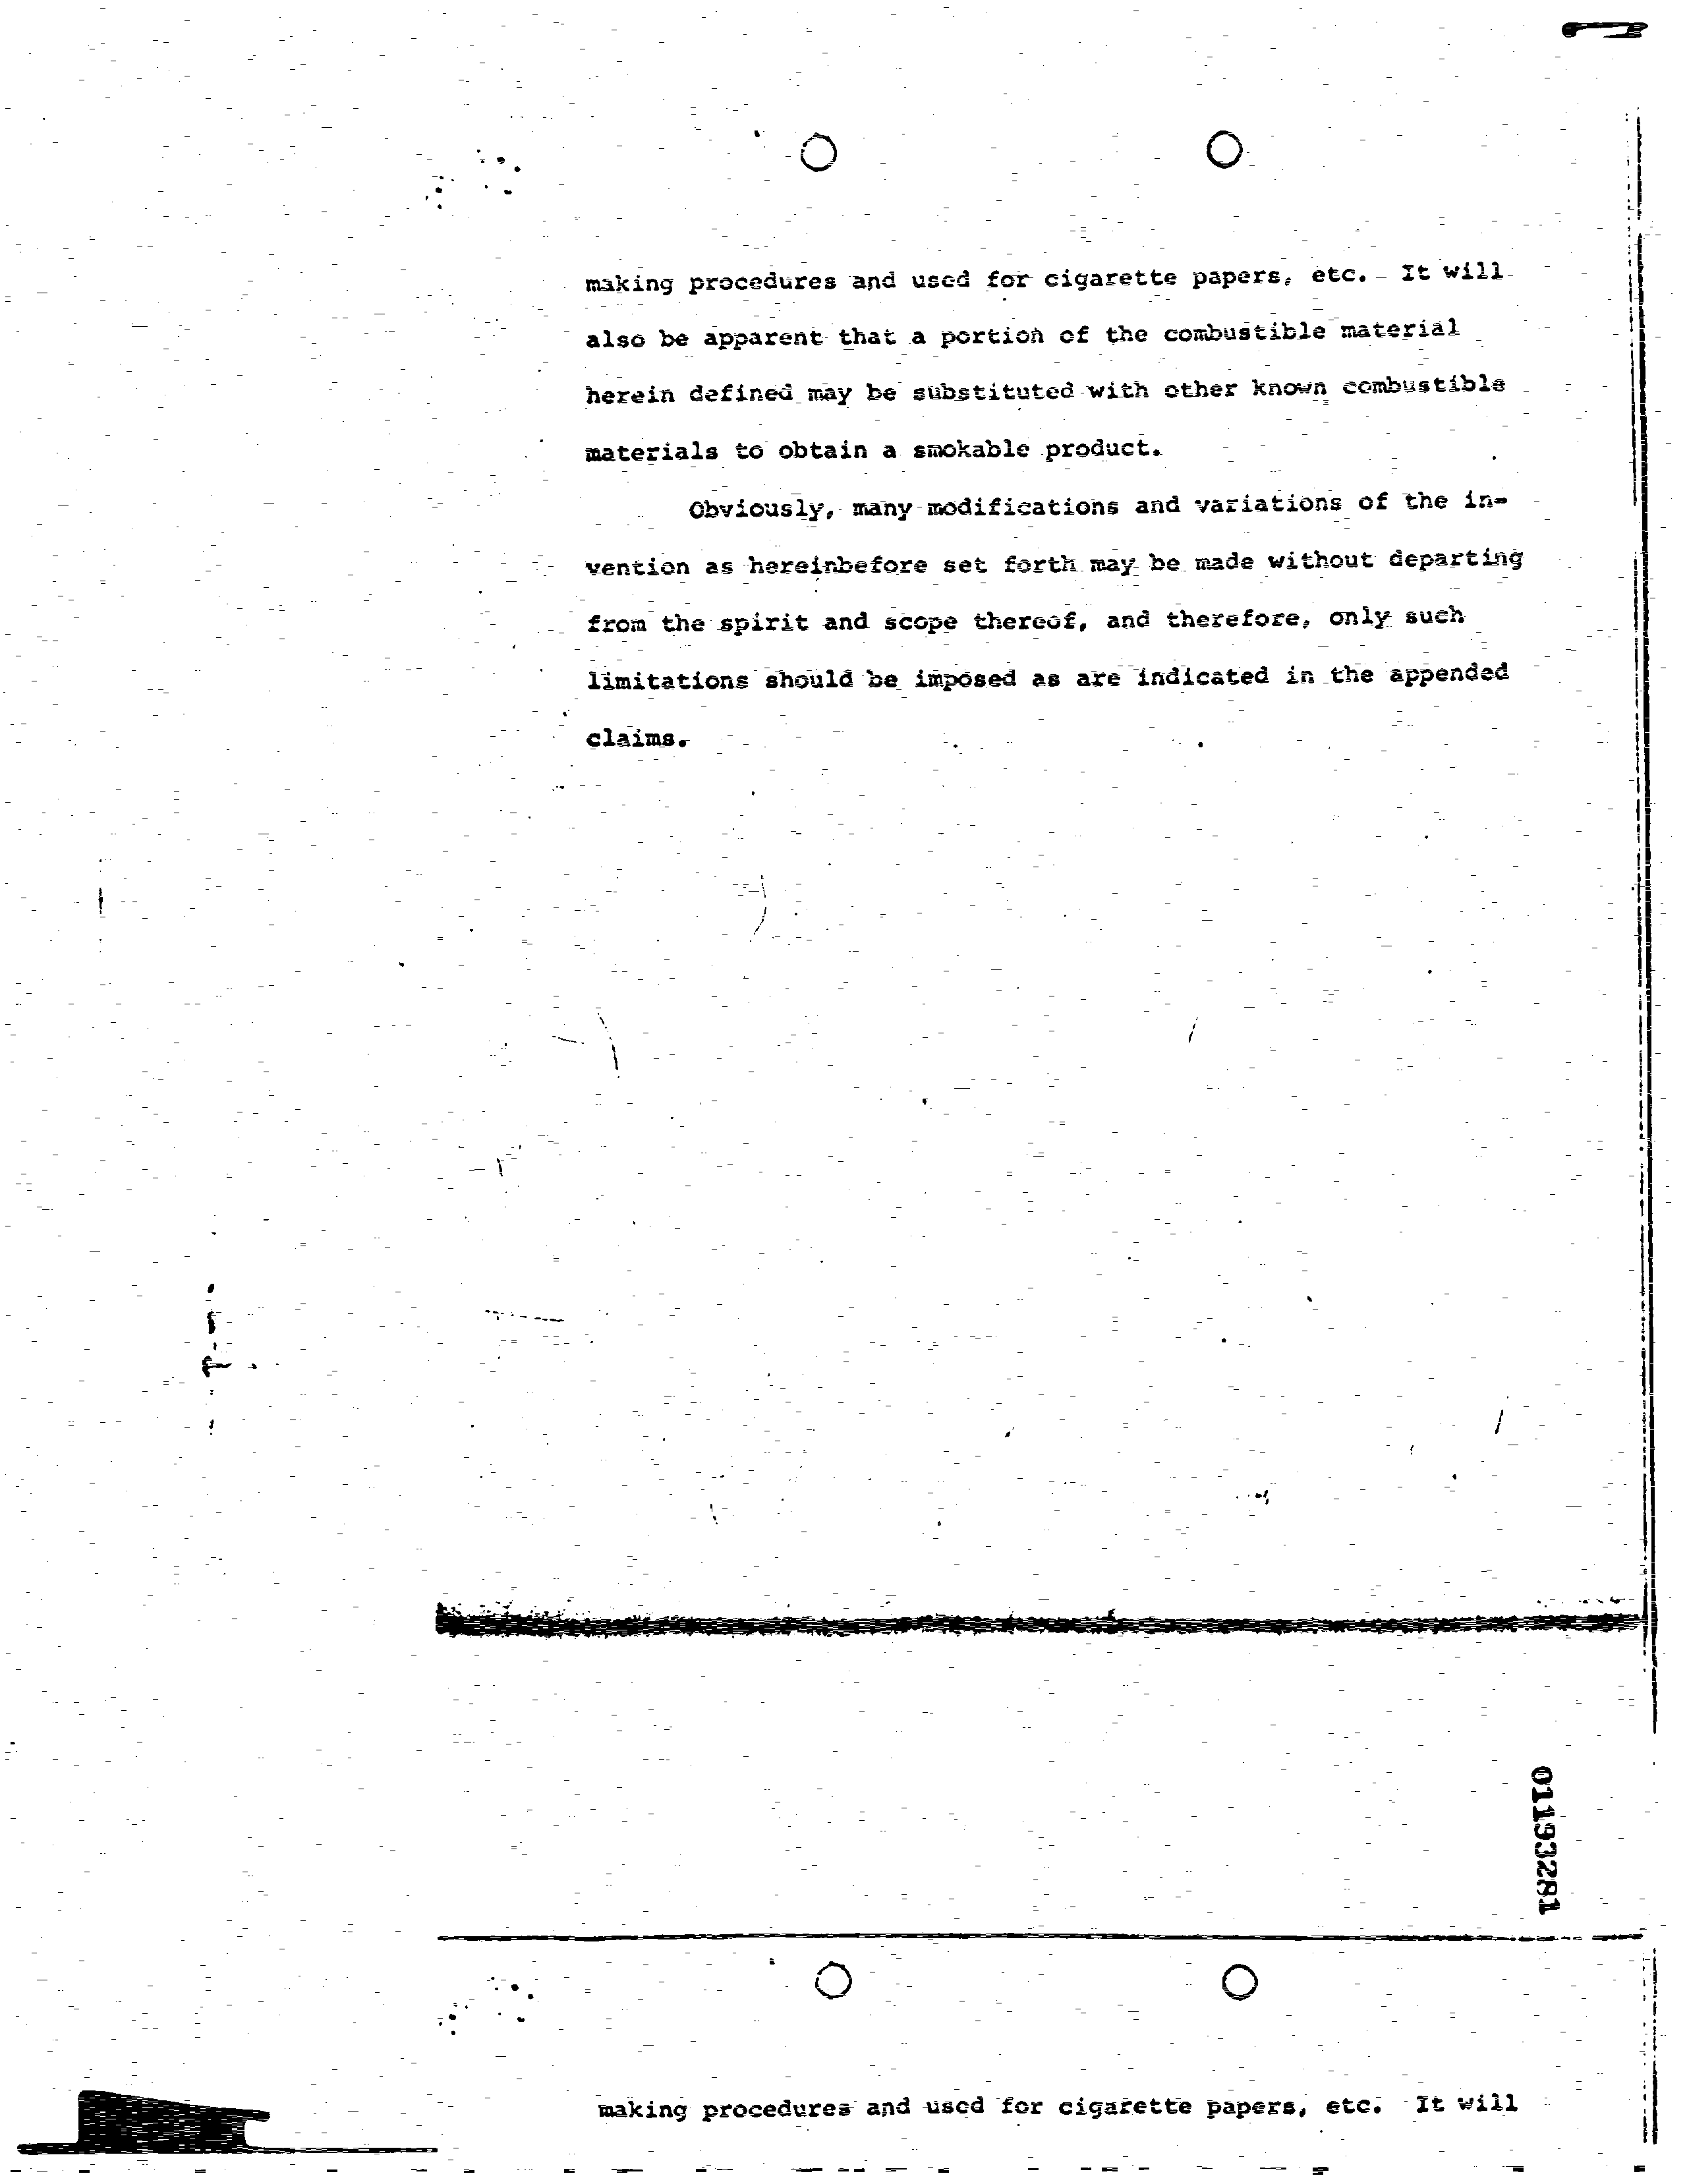 making procedures and used for cigarette papers, etc. It will
also be apparent that a portion of the combustible material
herein defined may be substituted with other known combustible
materials to obtain a smokable product.
Obviously, many modifications and variations of the in-
vention as hereinbefore set forth may be made without departing
from the spirit and scope thereof, and therefore, only such
limitations should be imposed as are indicated in the appended
claims.
01193281
making procedures and used for cigarette papers, etc. It will